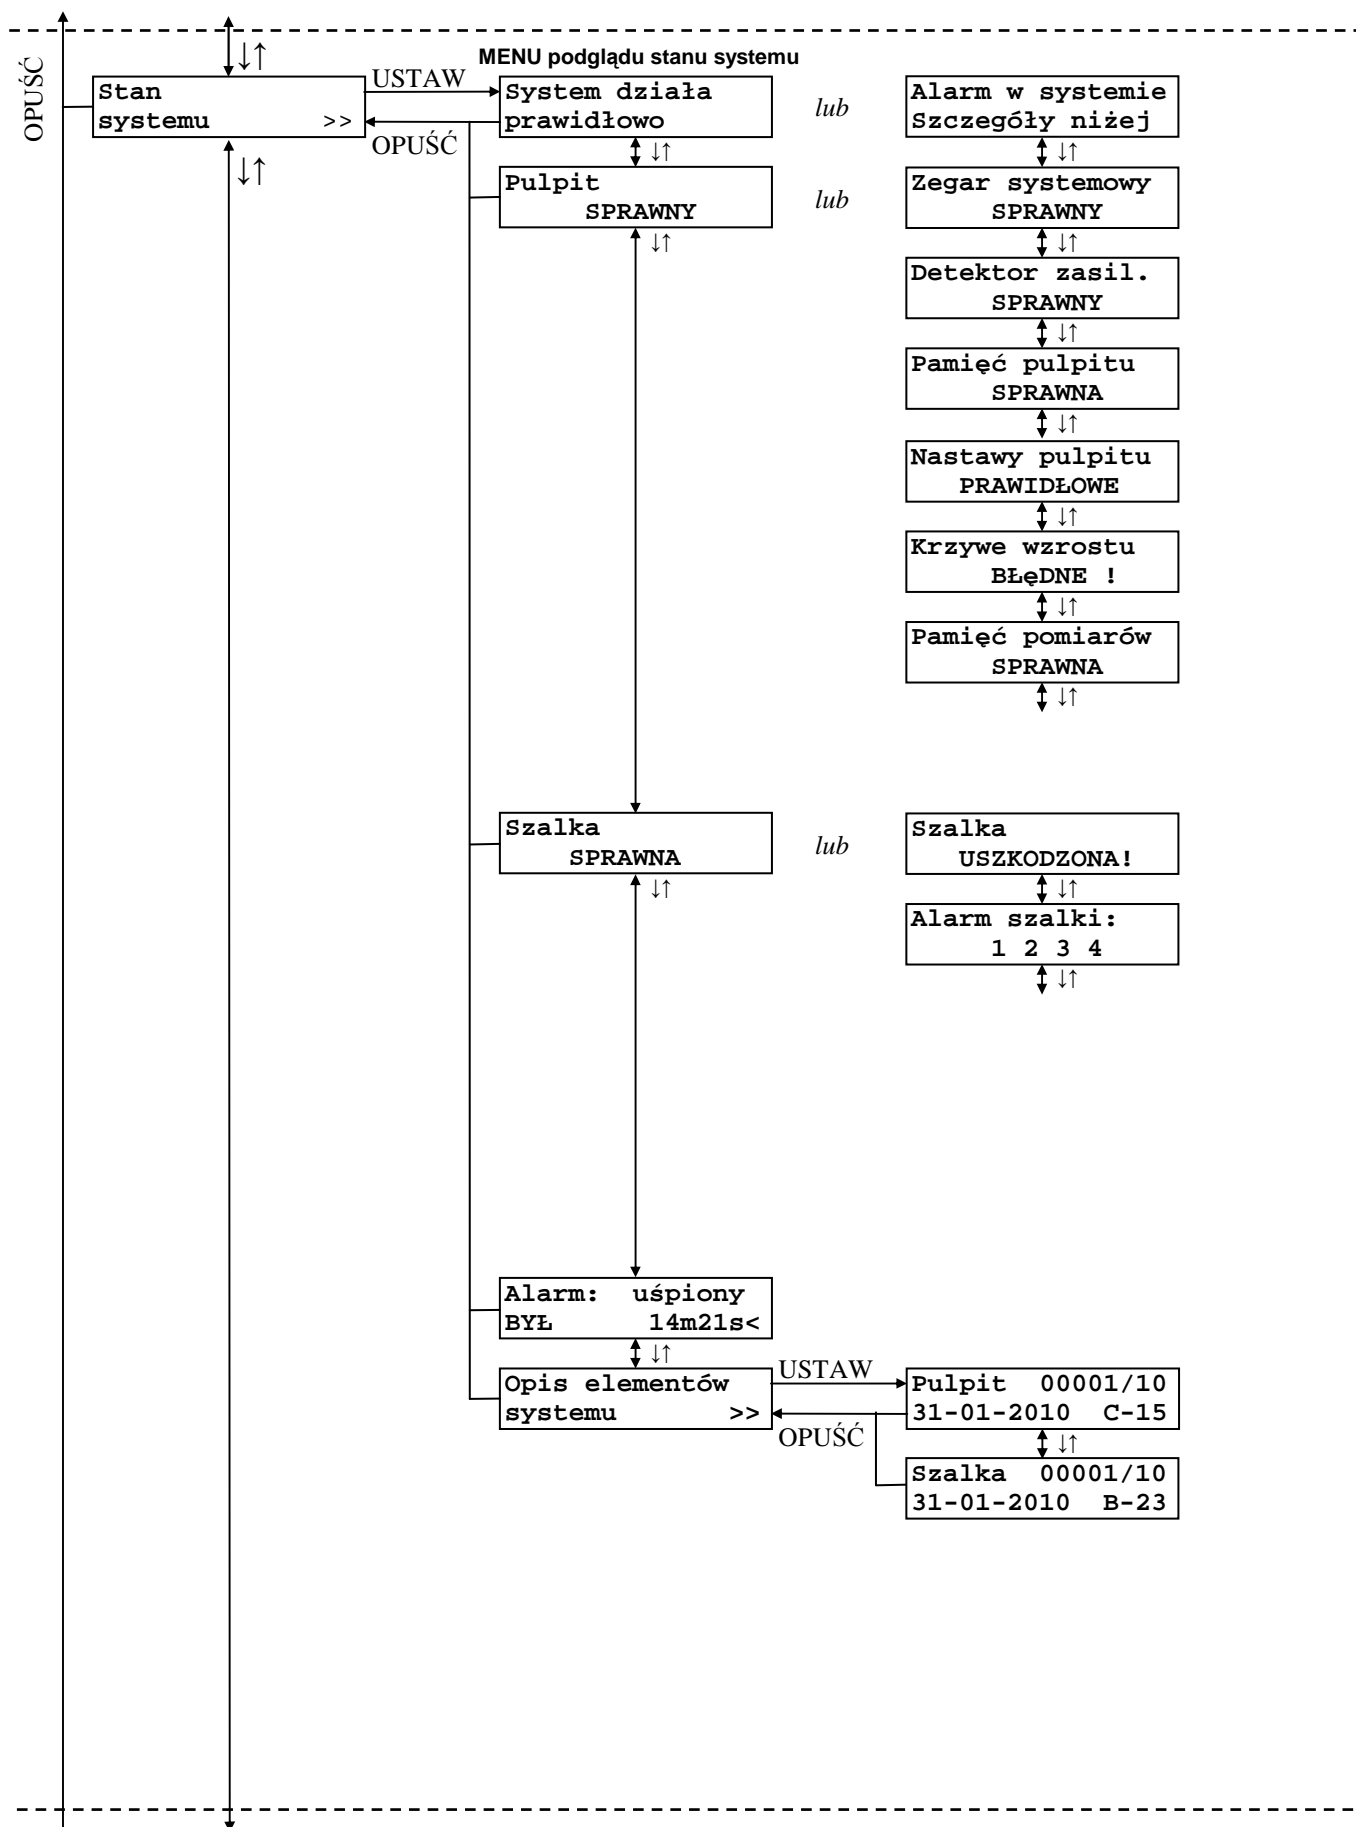 OPUŚĆ
↓↑
MENU podglądu stanu systemu
Stan
systemu >>
USTAW
OPUŚĆ
↓↑
System działa
prawidłowo
lub
Alarm w systemie
Szczegóły niżej
↓↑
↓↑
Pulpit
SPRAWNY
lub
Zegar systemowy
SPRAWNY
↓↑
↓↑
Detektor zasil.
SPRAWNY
↓↑
Pamięć pulpitu
SPRAWNA
↓↑
Nastawy pulpitu
PRAWIDŁOWE
↓↑
Krzywe wzrostu
BŁęDNE !
↓↑
Pamięć pomiarów
SPRAWNA
↓↑
Szalka
SPRAWNA
lub
Szalka
USZKODZONA!
↓↑
↓↑
Alarm szalki:
1 2 3 4
↓↑
Alarm: uśpiony
BYŁ 14m21s<
↓↑
Opis elementów
systemu >>
USTAW
OPUŚĆ
Pulpit 00001/10
31-01-2010 C-15
↓↑
Szalka 00001/10
31-01-2010 B-23